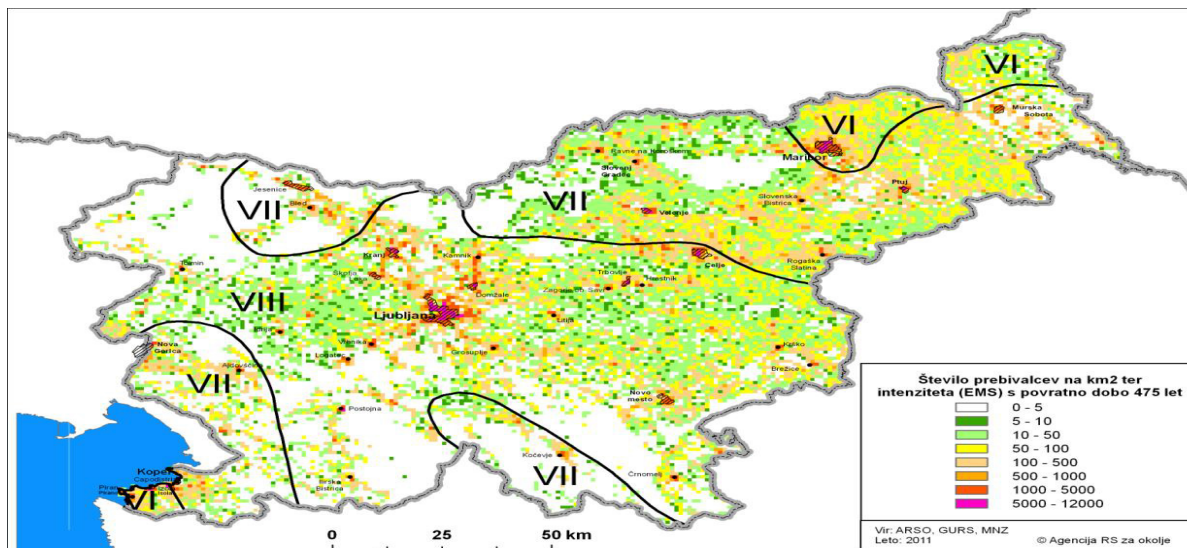 VI
Murska
Sobota
VI
Maribor
Ravne na Koroškem
Slovenj
Gradec
Ptuj
Jesenice
Bled
VII
VII
Velenje
Slovenska
Bistrica
Kranj
Kamnik
Celje
Rogaška
Slatina
Tolmin
Škofja
Loka
Trbovlje
Hrastnik
Zagorje ob Savi
Domžale
VIII
Ljubljana
Litija
Idrija
Vrhnika
Logatec
Grosuplje
Krško
Brežice
Nova
Gorica
Ajdovščina
VII
Postojna
Novo
mesto
Kočevje
VII
Črnomelj
Ilirska
Bistrica
Koper
Capodistria
Piran
Izola
Isola
VI
0 25 50 km
Število prebivalcev na km2 ter
intenziteta (EMS) s povratno dobo 475 let
0 - 5
5 - 10
10 - 50
50 - 100
100 - 500
500 - 1000
1000 - 5000
5000 - 12000
Vir: ARSO, GURS, MNZ
Leto: 2011 © Agencija RS za okolje